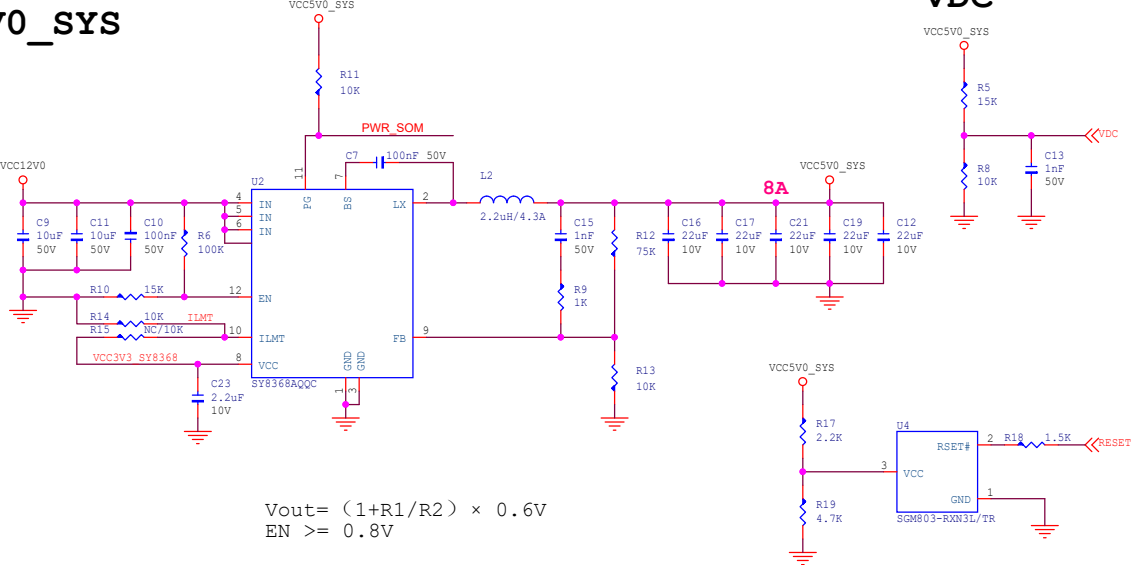 V0_SYS
VCC5V0_SYS
VDC
VCC5V0_SYS
R11
10K
PWR_SOM
R5
15K
VDC
R8
10K
C13
1nF
50V
VCC12V0
C7
100nF 50V
11
7
U2
L2
2.2uH/4.3A
VCC5V0_SYS
8A
4
5
6
IN
IN
IN
PG
BS
LX
2
C9
10uF
50V
C11
10uF
50V
C10
100nF
50V
R6
100K
C15
1nF
50V
R12
75K
C16
22uF
10V
C17
22uF
10V
C21
22uF
10V
C19
22uF
10V
C12
22uF
10V
R10
15K
12
EN
R9
1K
R14
10K
ILMT
R15
NC/10K
10
ILMT
FB
9
VCC3V3_SY8368
8
VCC
GND
GND
1
3
SY8368AQQC
C23
2.2uF
10V
R13
10K
VCC5V0_SYS
R17
2.2K
U4
RSET#
2
R18
1.5K
RESET
3
VCC
GND
1
R19
4.7K
SGM803-RXN3L/TR
Vout= (1+R1/R2) × 0.6V
EN >= 0.8V